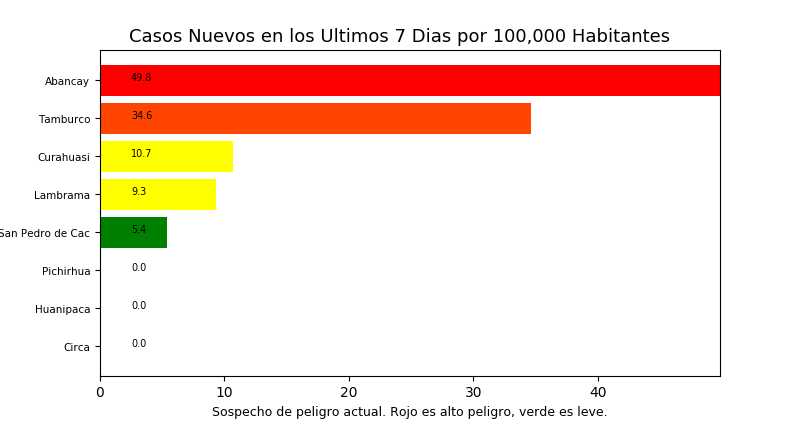 Casos Nuevos en los Ultimos 7 Dias por 100,000 Habitantes
Abancay 49.8
Tamburco 34.6
Curahuasi 10.7
Lambrama 9.3
San Pedro de Cac 5.4
Pichirhua 0.0
Huanipaca 0.0
Circa 0.0
0 10 20 30 40
Sospecho de peligro actual. Rojo es alto peligro, verde es leve.